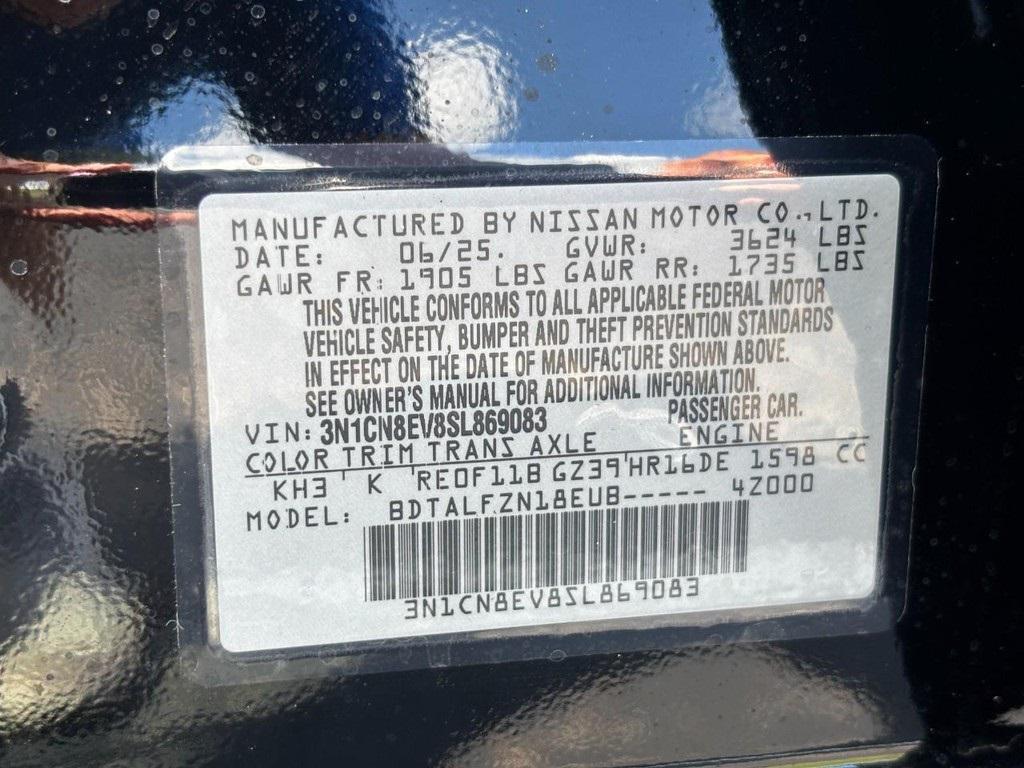 MANUFACTURED BY NISSAN MOTOR CO., LTD.
DATE: 06/25. GVWR: 3624 LBS
GAWR FR: 1905 LBS GAWR RR: 1735 LBS
THIS VEHICLE CONFORMS TO ALL APPLICABLE FEDERAL MOTOR
VEHICLE SAFETY, BUMPER AND THEFT PREVENTION STANDARDS
IN EFFECT ON THE DATE OF MANUFACTURE SHOWN ABOVE.
SEE OWNER'S MANUAL FOR ADDITIONAL INFORMATION.
VIN: 3N1CN8EV8SL869083 PASSENGER CAR.
COLOR TRIM TRANS AXLE ENGINE
KH3 ' K 'RE0F11B GZ39'HR16DE 1598 CC
MODEL: BDTALFZN18EUB----- 4Z000
3N1CN8EV8SL869083